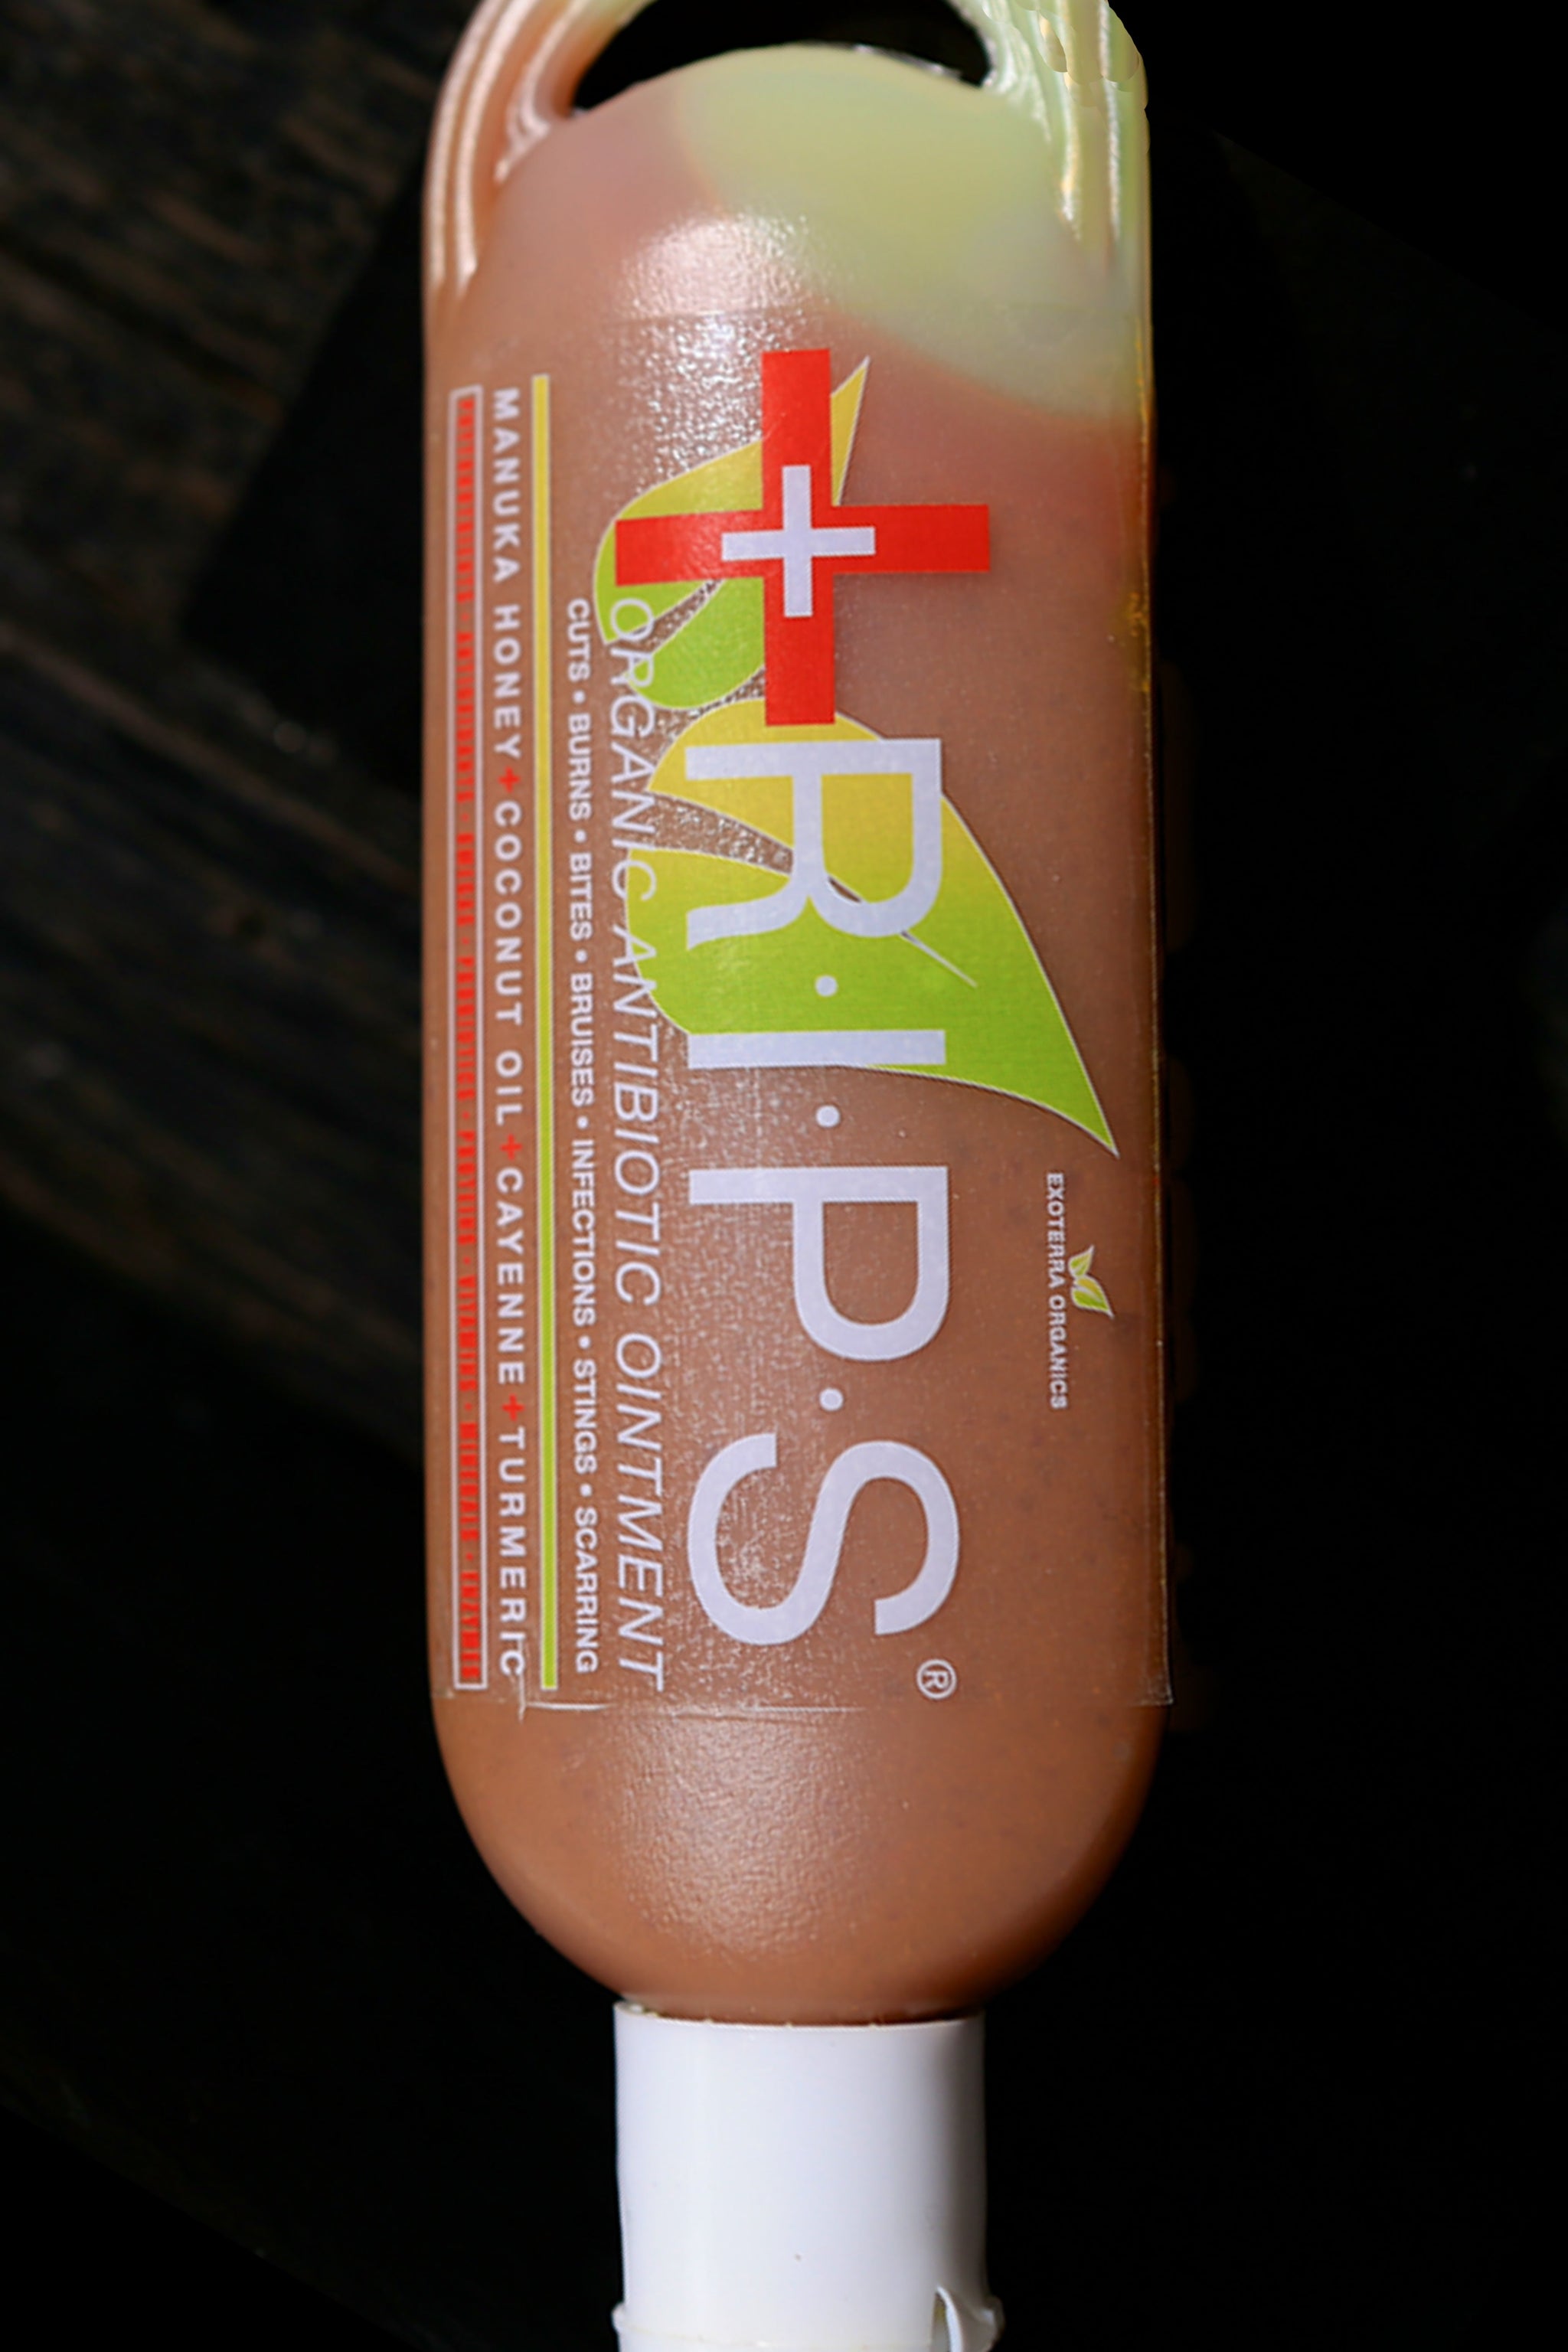 EXOTERRA ORGANICS
R·I·P·S®
ORGANIC ANTIBIOTIC OINTMENT
CUTS • BURNS • BITES • BRUISES • INFECTIONS • STINGS • SCARRING
MANUKA HONEY+COCONUT OIL+CAYENNE+TURMERIC